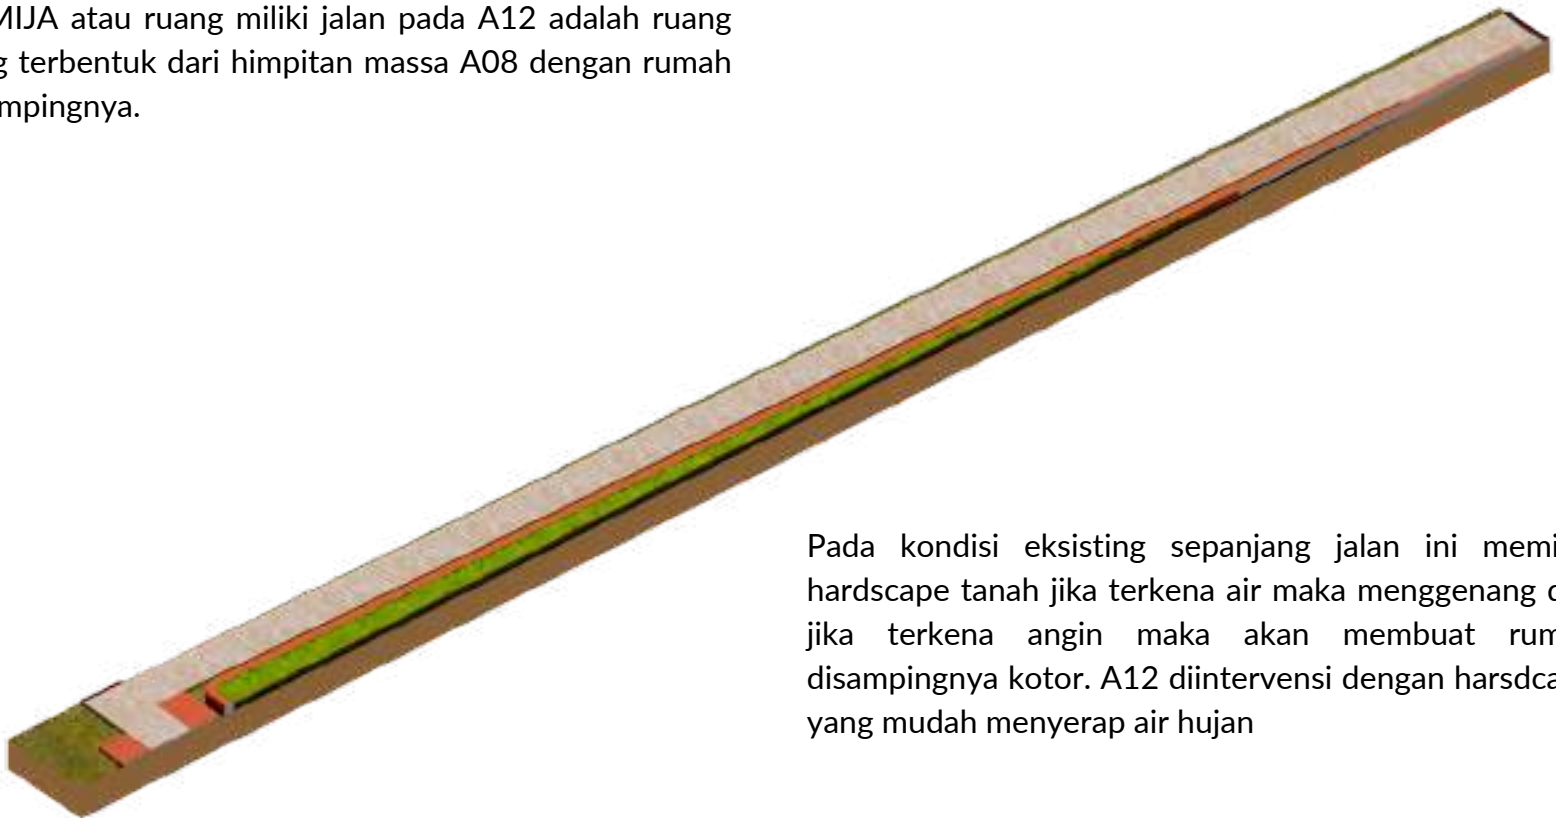 MIJA atau ruang miliki jalan pada A12 adalah ruang
g terbentuk dari himpitan massa A08 dengan rumah
mpingnya.
Pada kondisi eksisting sepanjang jalan ini memi
hardscape tanah jika terkena air maka menggenang d
jika terkena angin maka akan membuat rum
disampingnya kotor. A12 diintervensi dengan harsdca
yang mudah menyerap air hujan